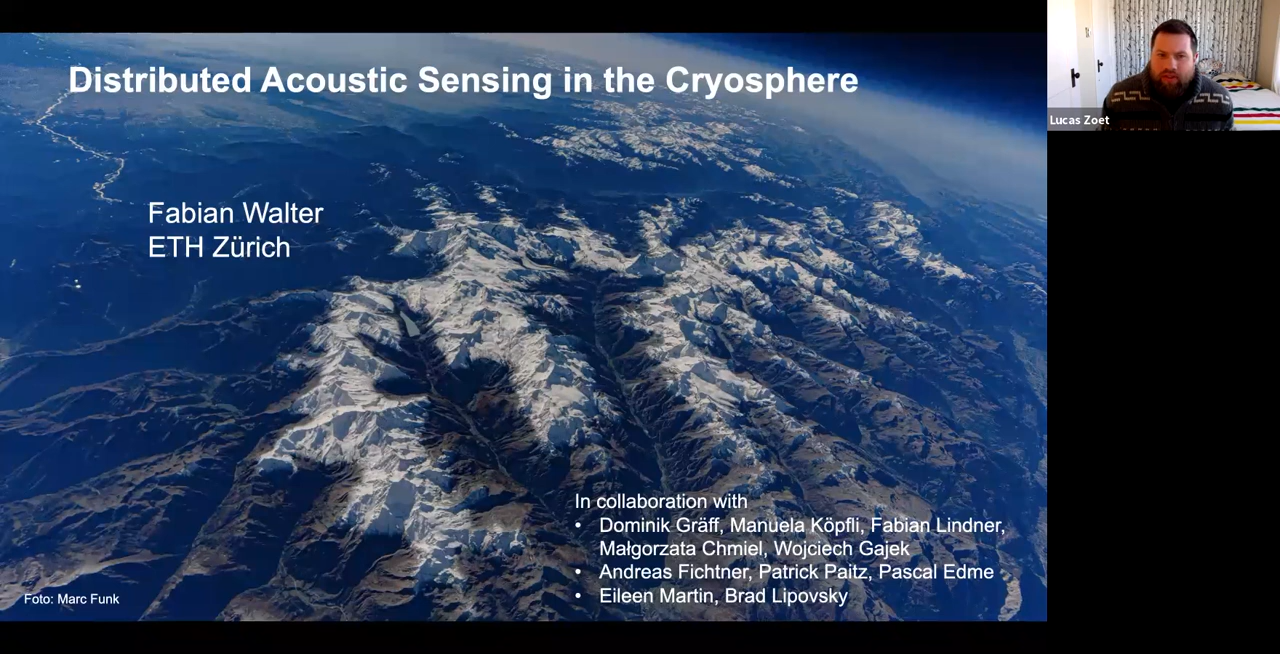 Distributed Acoustic Sensing in the Cryosphere
Lucas Zoet
Fabian Walter
ETH Zürich
In collaboration with
• Dominik Gräff, Manuela Köpfli, Fabian Lindner,
Małgorzata Chmiel, Wojciech Gajek
• Andreas Fichtner, Patrick Paitz, Pascal Edme
• Eileen Martin, Brad Lipovsky
Foto: Marc Funk